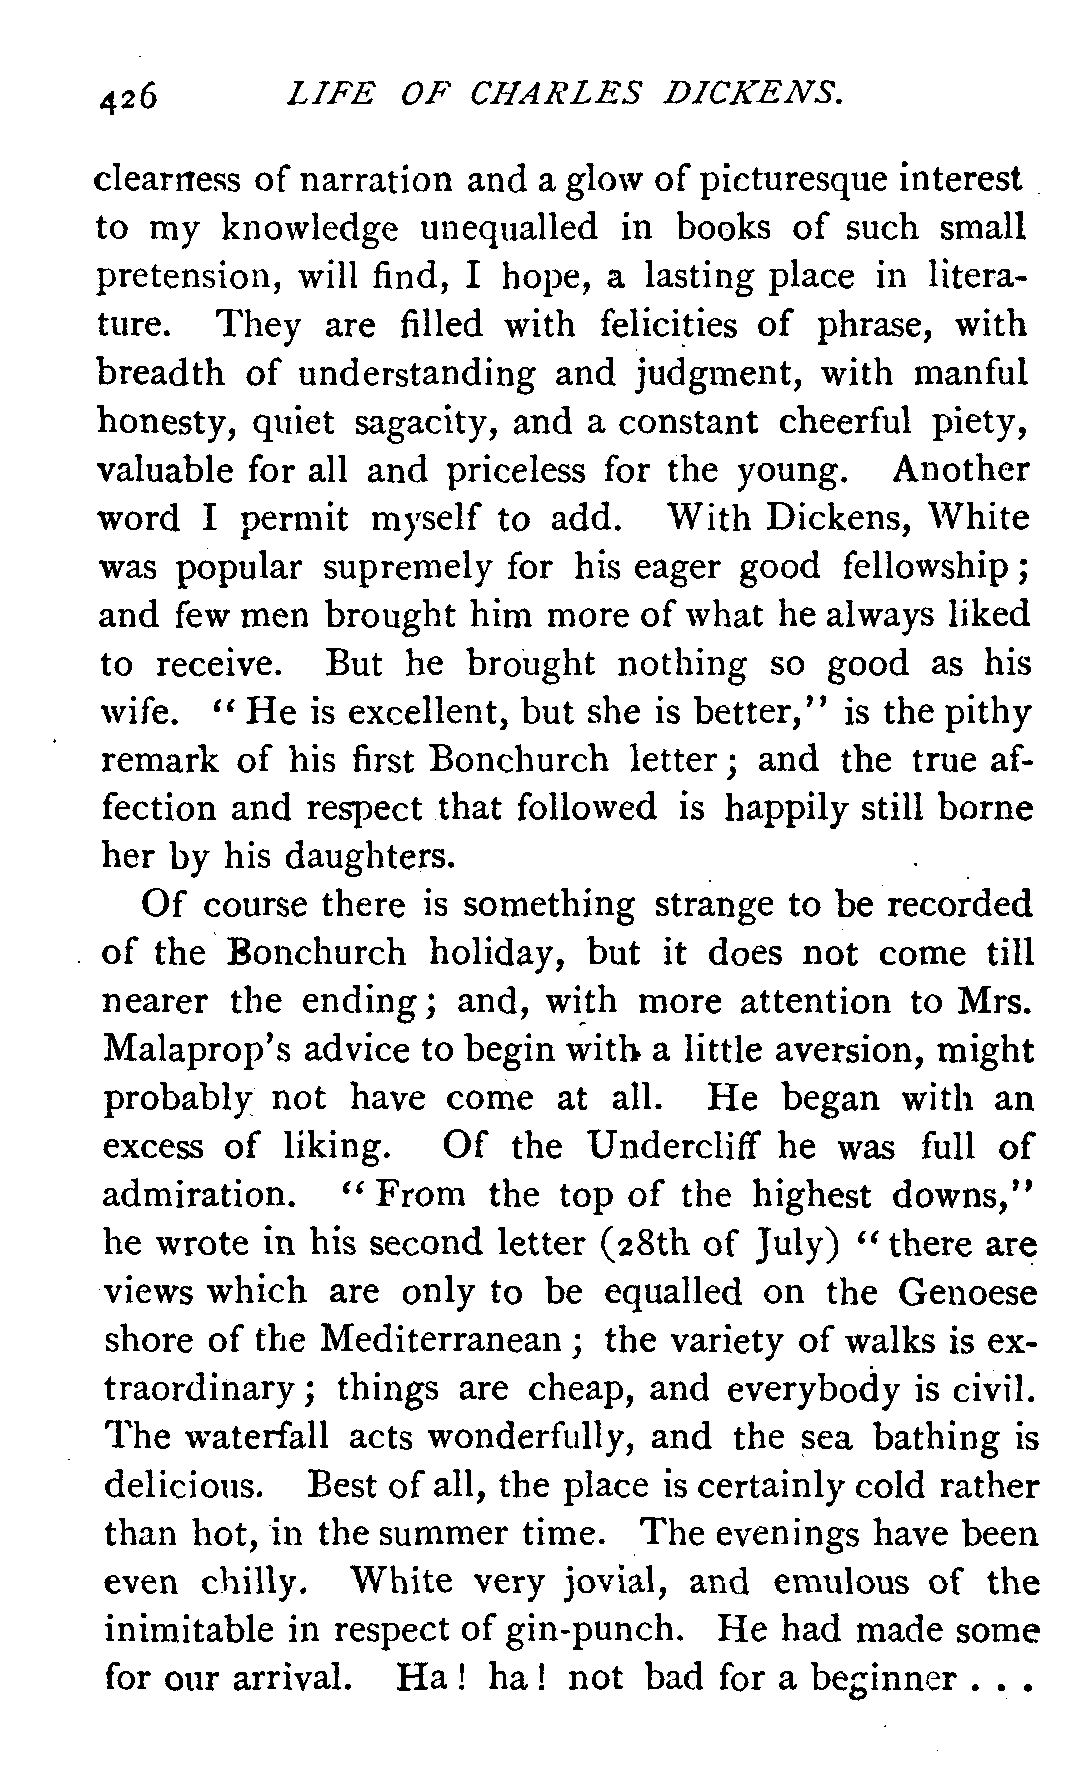 426 LIFE OF CHARLES DICKENS.
clearness of narration and a glow of picturesque interest
to my knowledge unequalled in books of such small
pretension, will find, I hope, a lasting place in litera-
ture. They are filled with felicities of phrase, with
breadth of understanding and judgment, with manful
honesty, quiet sagacity, and a constant cheerful piety,
valuable for all and priceless for the young. Another
word I permit myself to add. With Dickens, White
was popular supremely for his eager good fellowship;
and few men brought him more of what he always liked
to receive. But he brought nothing so good as his
wife. "He is excellent, but she is better," is the pithy
remark of his first Bonchurch letter; and the true af-
fection and respect that followed is happily still borne
her by his daughters.
Of course there is something strange to be recorded
of the Bonchurch holiday, but it does not come till
nearer the ending; and, with more attention to Mrs.
Malaprop's advice to begin with a little aversion, might
probably not have come at all. He began with an
excess of liking. Of the Undercliff he was full of
admiration. "From the top of the highest downs,"
he wrote in his second letter (28th of July) "there are
views which are only to be equalled on the Genoese
shore of the Mediterranean; the variety of walks is ex-
traordinary; things are cheap, and everybody is civil.
The waterfall acts wonderfully, and the sea bathing is
delicious. Best of all, the place is certainly cold rather
than hot, in the summer time. The evenings have been
even chilly. White very jovial, and emulous of the
inimitable in respect of gin-punch. He had made some
for our arrival. Ha! ha! not bad for a beginner . . .